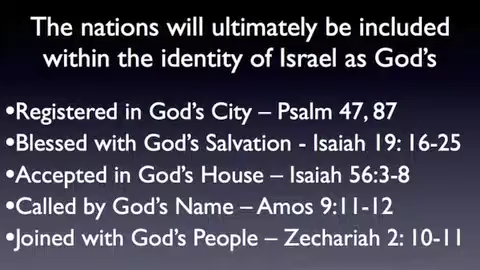 The nations will ultimately be included
within the identity of Israel as God's
•Registered in God's City – Psalm 47, 87
•Blessed with God's Salvation - Isaiah 19: 16-25
•Accepted in God's House – Isaiah 56:3-8
•Called by God's Name – Amos 9:11-12
•Joined with God's People – Zechariah 2: 10-11